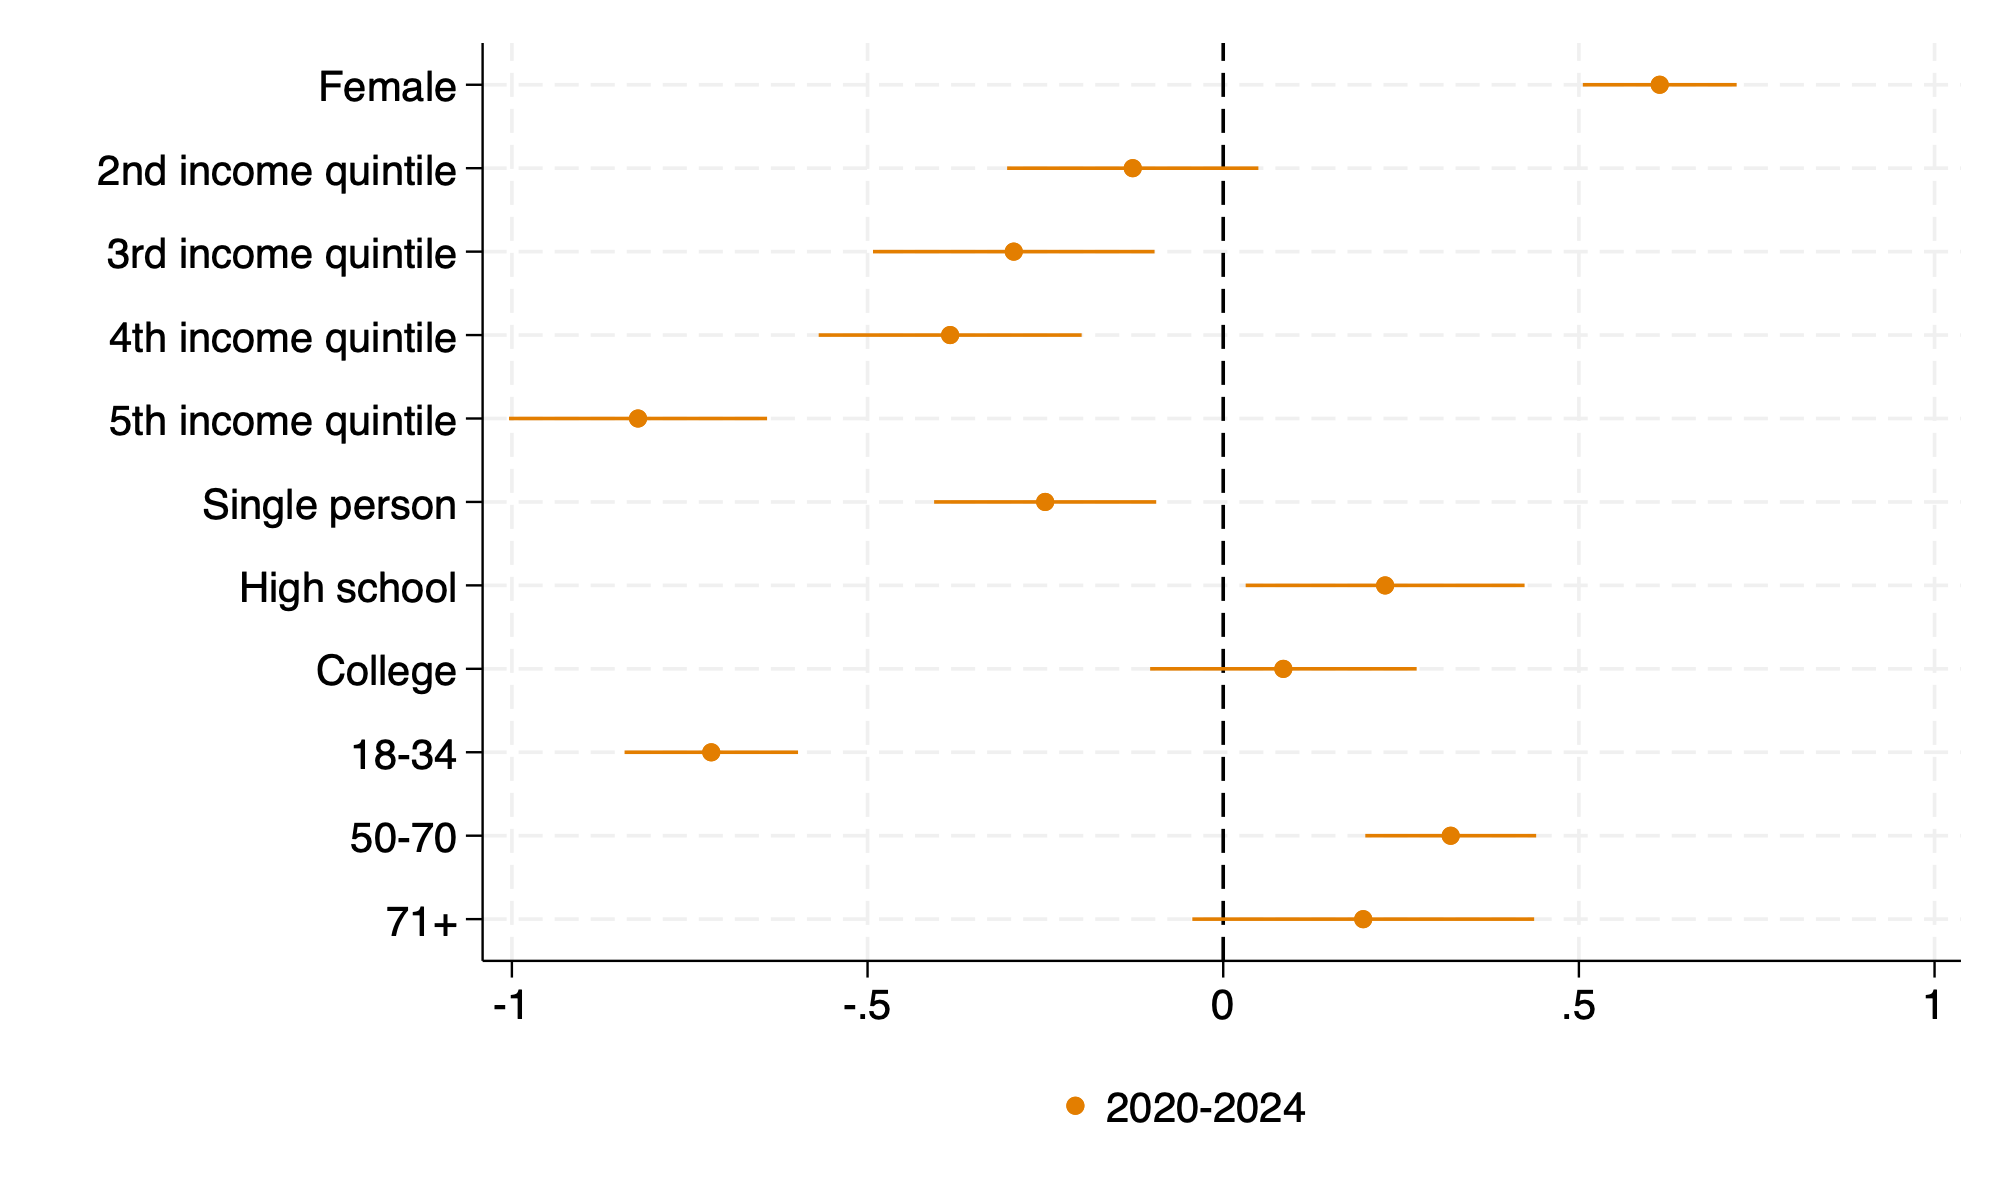 Female
2nd income quintile
3rd income quintile
4th income quintile
5th income quintile
Single person
High school
College
18-34
50-70
71+
-1 -.5 0 .5 1
2020-2024